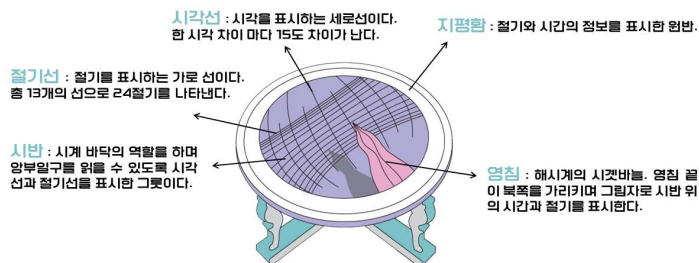 시각선 : 시각을 표시하는 세로선이다.
한 시각 차이 마다 15도 차이가 난다.
지평환 : 절기와 시간의 정보를 표시한 원반.
절기선 : 절기를 표시하는 가로 선이다.
총 13개의 선으로 24절기를 나타낸다.
시반 : 시계 바닥의 역할을 하며
앙부일구를 읽을 수 있도록 시각
선과 절기선을 표시한 그릇이다.
영침 : 해시계의 시곗바늘. 영침 끝
이 북쪽을 가리키며 그림자로 시반 위
의 시간과 절기를 표시한다.